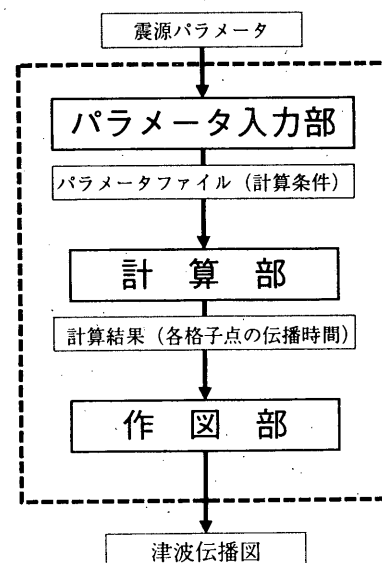 震源パラメータ
パラメータ入力部
パラメータファイル（計算条件）
計算部
計算結果（各格子点の伝播時間）
作図部
津波伝播図